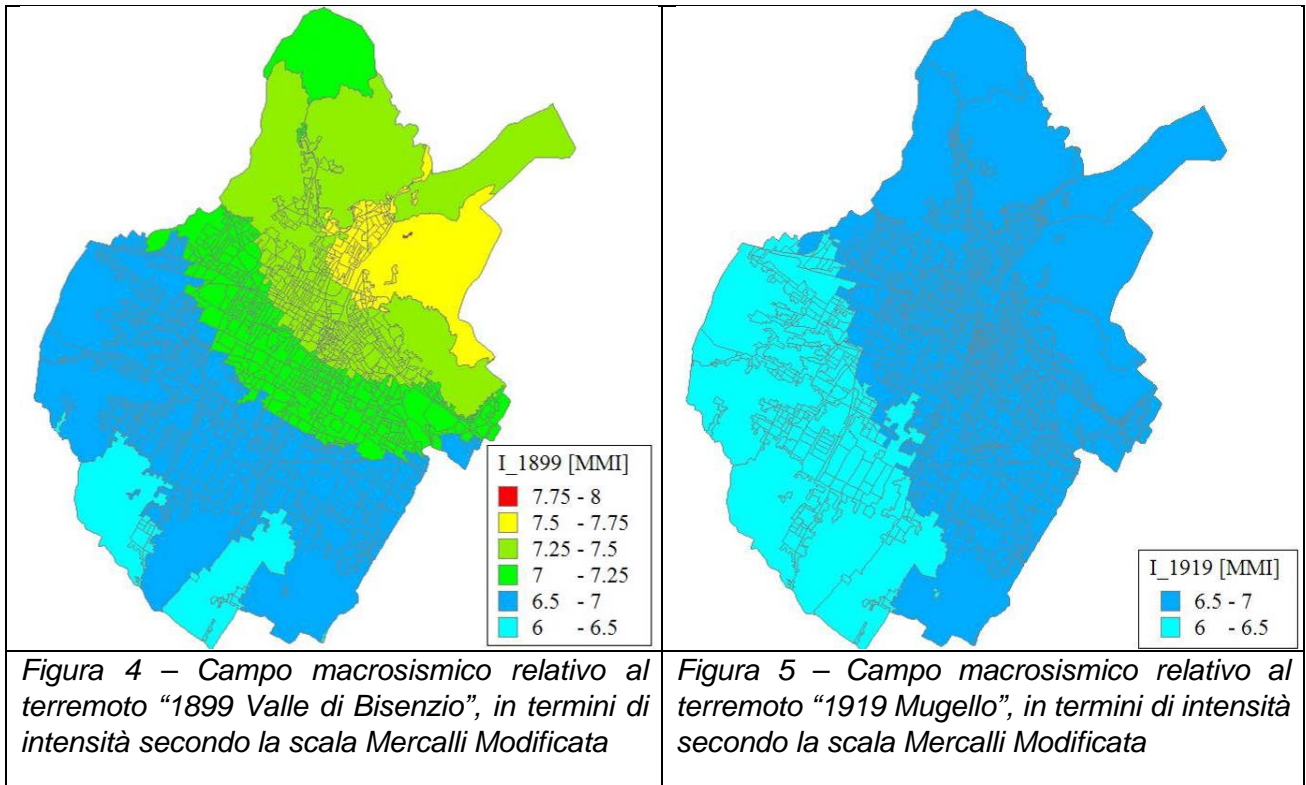 I_1899 [MMI]
7.75 - 8
7.5 - 7.75
7.25 - 7.5
7 - 7.25
6.5 - 7
6 - 6.5
Figura 4 – Campo macrosismico relativo al
terremoto “1899 Valle di Bisenzio”, in termini di
intensità secondo la scala Mercalli Modificata
I_1919 [MMI]
6.5 - 7
6 - 6.5
Figura 5 – Campo macrosismico relativo al
terremoto “1919 Mugello”, in termini di intensità
secondo la scala Mercalli Modificata